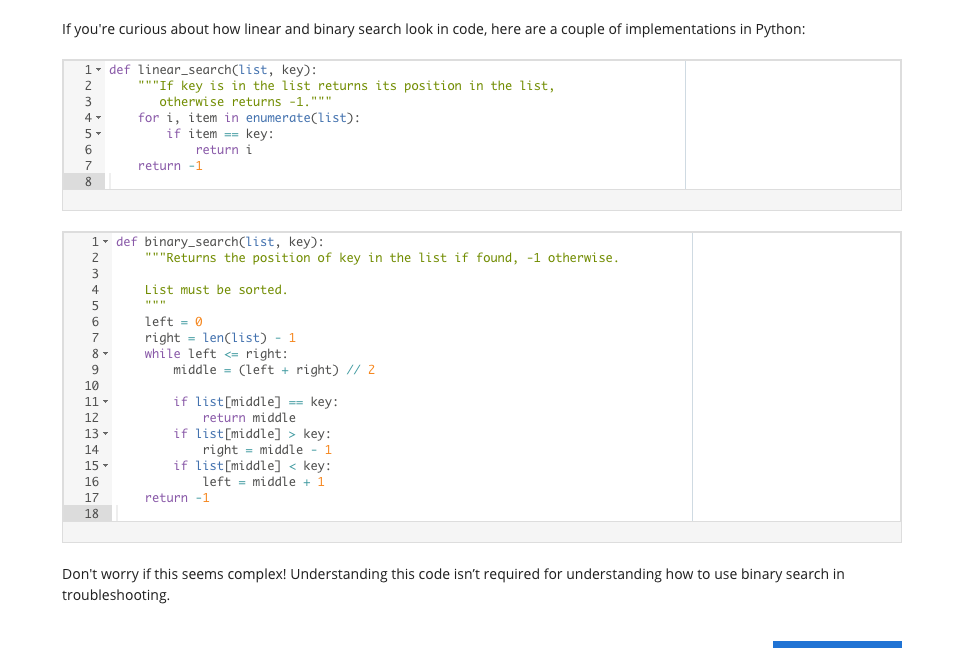 If you're curious about how linear and binary search look in code, here are a couple of implementations in Python:
1 def linear_search(list, key):
2     """If key is in the list returns its position in the list,
3        otherwise returns -1."""
4     for i, item in enumerate(list):
5         if item == key:
6             return i
7     return -1
8
1 def binary_search(list, key):
2     """Returns the position of key in the list if found, -1 otherwise.
3
4     List must be sorted.
5     """
6     left = 0
7     right = len(list) - 1
8     while left <= right:
9         middle = (left + right) // 2
10
11         if list[middle] == key:
12             return middle
13         if list[middle] > key:
14             right = middle - 1
15         if list[middle] < key:
16             left = middle + 1
17     return -1
18
Don't worry if this seems complex! Understanding this code isn’t required for understanding how to use binary search in
troubleshooting.